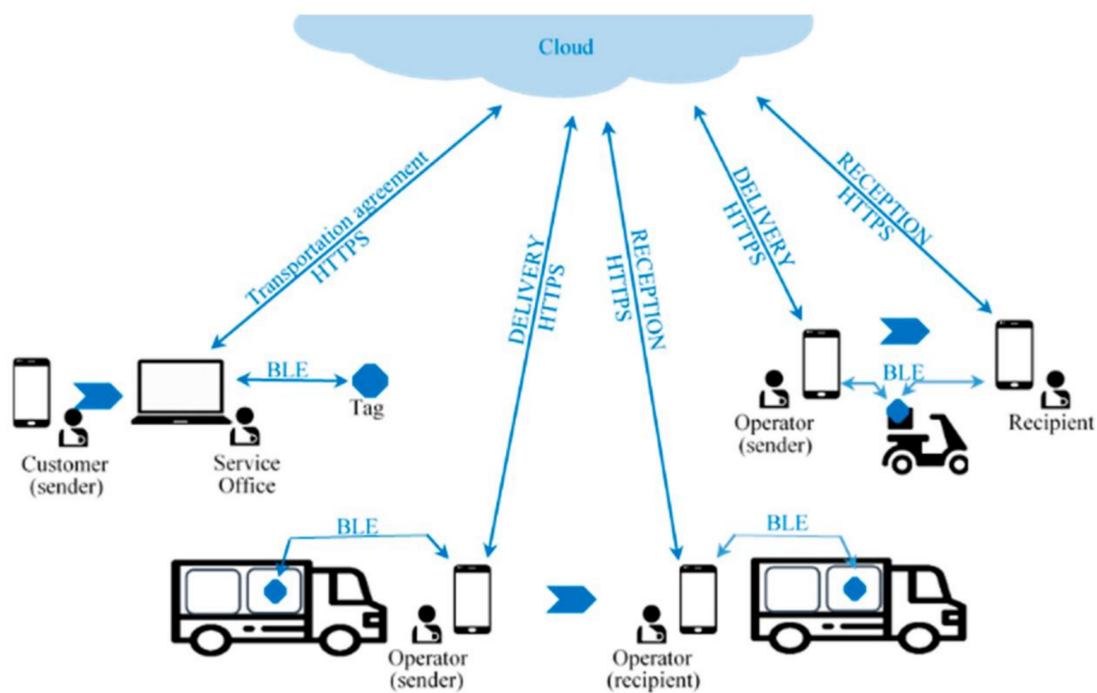 Cloud
Transportation agreement
HTTPS
DELIVERY
HTTPS
RECEPTION
HTTPS
DELIVERY
HTTPS
RECEPTION
HTTPS
BLE
Tag
Customer
(sender)
Service
Office
BLE
Operator
(sender)
Recipient
BLE
Operator
(sender)
Operator
(recipient)
BLE